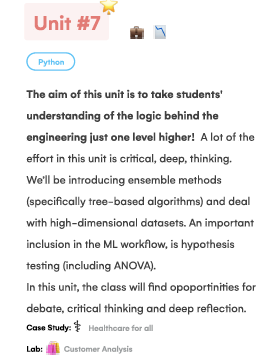 Unit #7
Python
The aim of this unit is to take students'
understanding of the logic behind the
engineering just one level higher! A lot of the
effort in this unit is critical, deep, thinking.
We'll be introducing ensemble methods
(specifically tree-based algorithms) and deal
with high-dimensional datasets. An important
inclusion in the ML workflow, is hypothesis
testing (including ANOVA).
In this unit, the class will find opoportinities for
debate, critical thinking and deep reflection.
Case Study: Healthcare for all
Lab: Customer Analysis